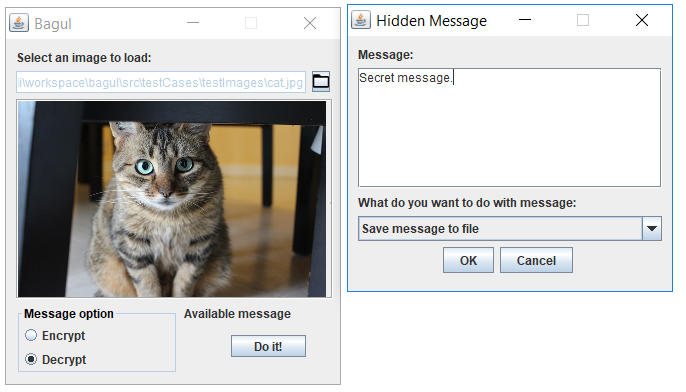 Bagul
Select an image to load:
i\workspace\bagul\src\testCases\testImages\cat.jpg
Message option
Available message
Encrypt
Decrypt
Do it!
Hidden Message
Message:
Secret message.
What do you want to do with message:
Save message to file
OK
Cancel